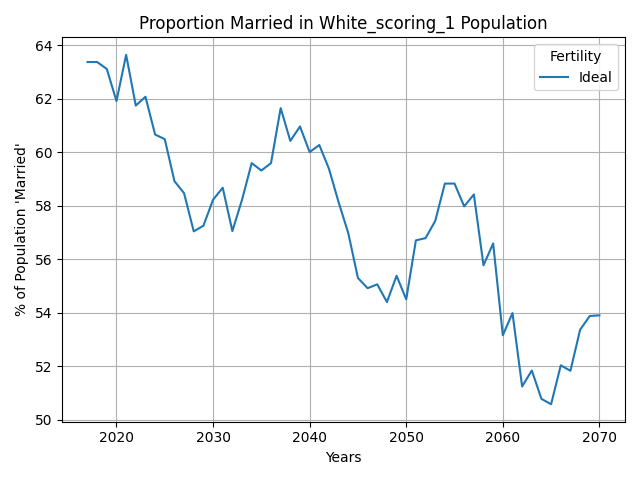 Proportion Married in White_scoring_1 Population
% of Population 'Married'
64
62
60
58
56
54
52
50
Fertility
Ideal
2020 2030 2040 2050 2060 2070
Years